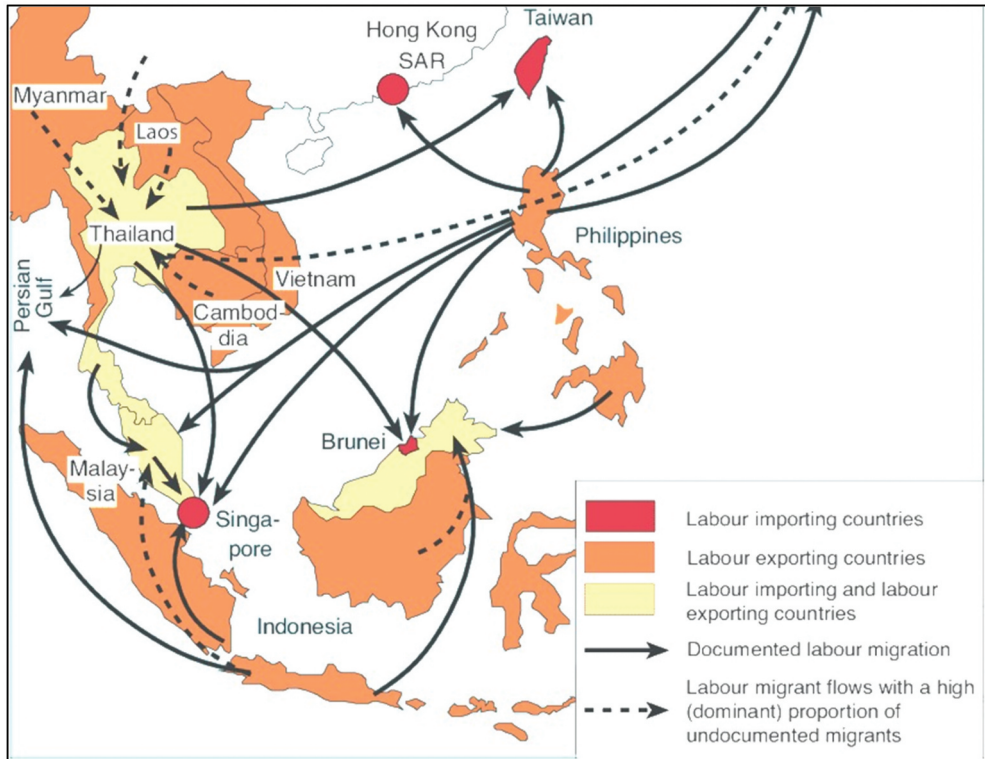 Taiwan
Hong Kong
SAR
Myanmar
Laos
Thailand
Philippines
Vietnam
Persian
Gulf
Cambod-
dia
Brunei
Malay-
sia
Singa-
pore
Indonesia
Labour importing countries
Labour exporting countries
Labour importing and labour
exporting countries
Documented labour migration
Labour migrant flows with a high
(dominant) proportion of
undocumented migrants